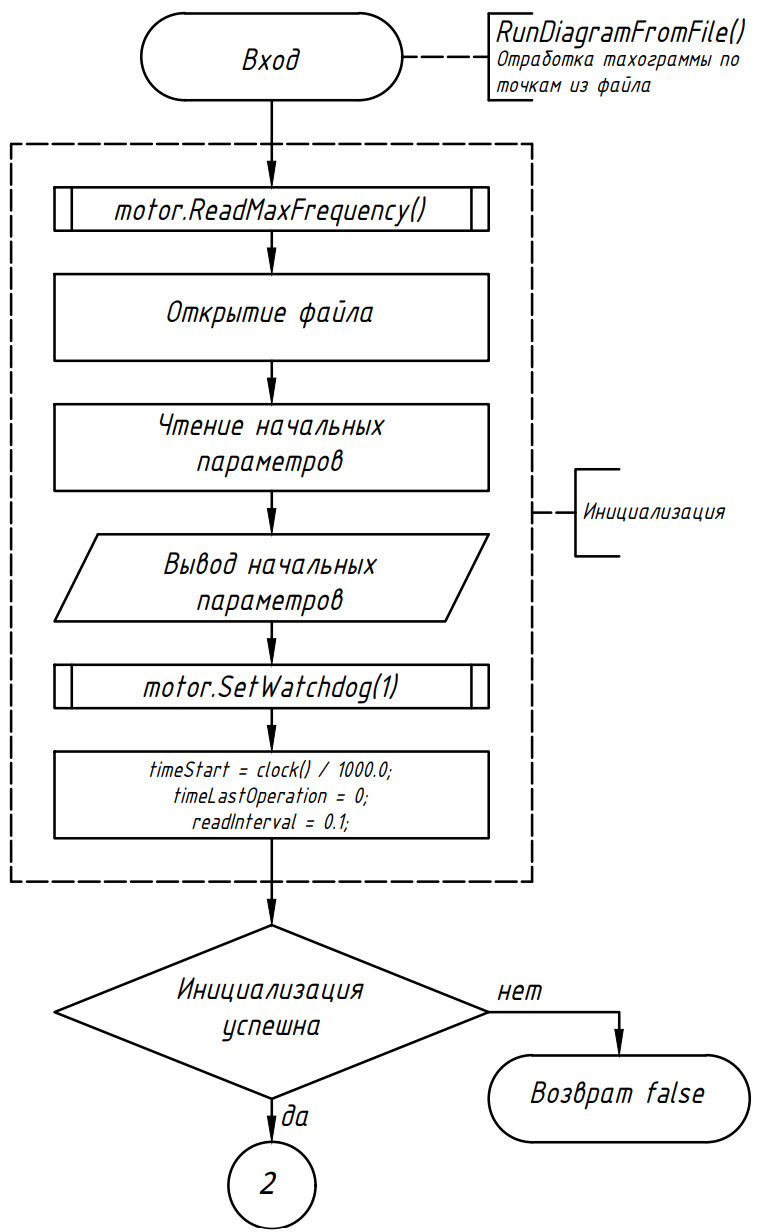 Вход
RunDiagramFromFile()
Отработка тахограммы по
точкам из файла
motor.ReadMaxFrequency()
Открытие файла
Чтение начальных
параметров
Вывод начальных
параметров
Инициализация
motor.SetWatchdog(1)
timeStart = clock() / 1000.0;
timeLastOperation = 0;
readInterval = 0.1;
Инициализация
успешна
нет
Возврат false
да
2